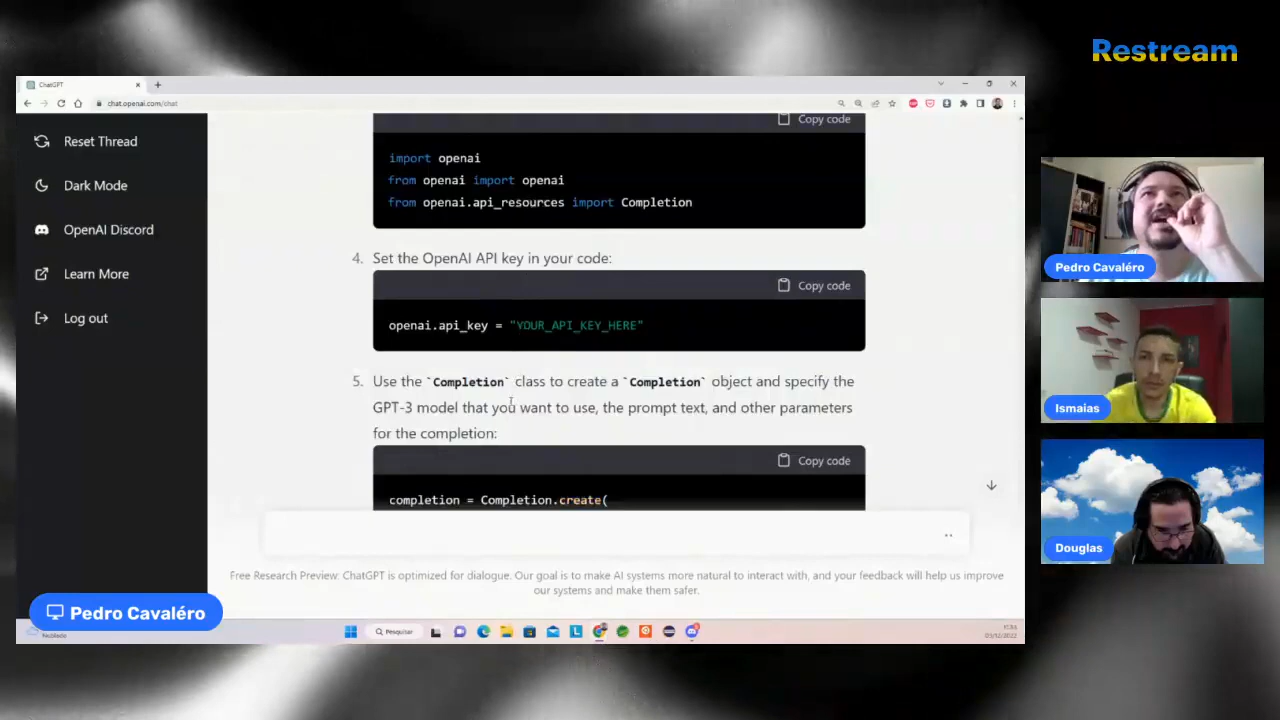 Restream
ChatGPT
chat.openai.com/chat
Reset Thread
Dark Mode
OpenAI Discord
Learn More
Log out
Copy code
import openai
from openai import openai
from openai.api_resources import Completion
4. Set the OpenAI API key in your code:
Copy code
openai.api_key = "YOUR_API_KEY_HERE"
5. Use the `Completion` class to create a `Completion` object and specify the
GPT-3 model that you want to use, the prompt text, and other parameters
for the completion:
Copy code
completion = Completion.create(
Free Research Preview: ChatGPT is optimized for dialogue. Our goal is to make AI systems more natural to interact with, and your feedback will help us improve
our systems and make them safer.
Pedro Cavaléro
Nublado
Pesquisar
03/12/2022
Pedro Cavaléro
Ismaias
Douglas